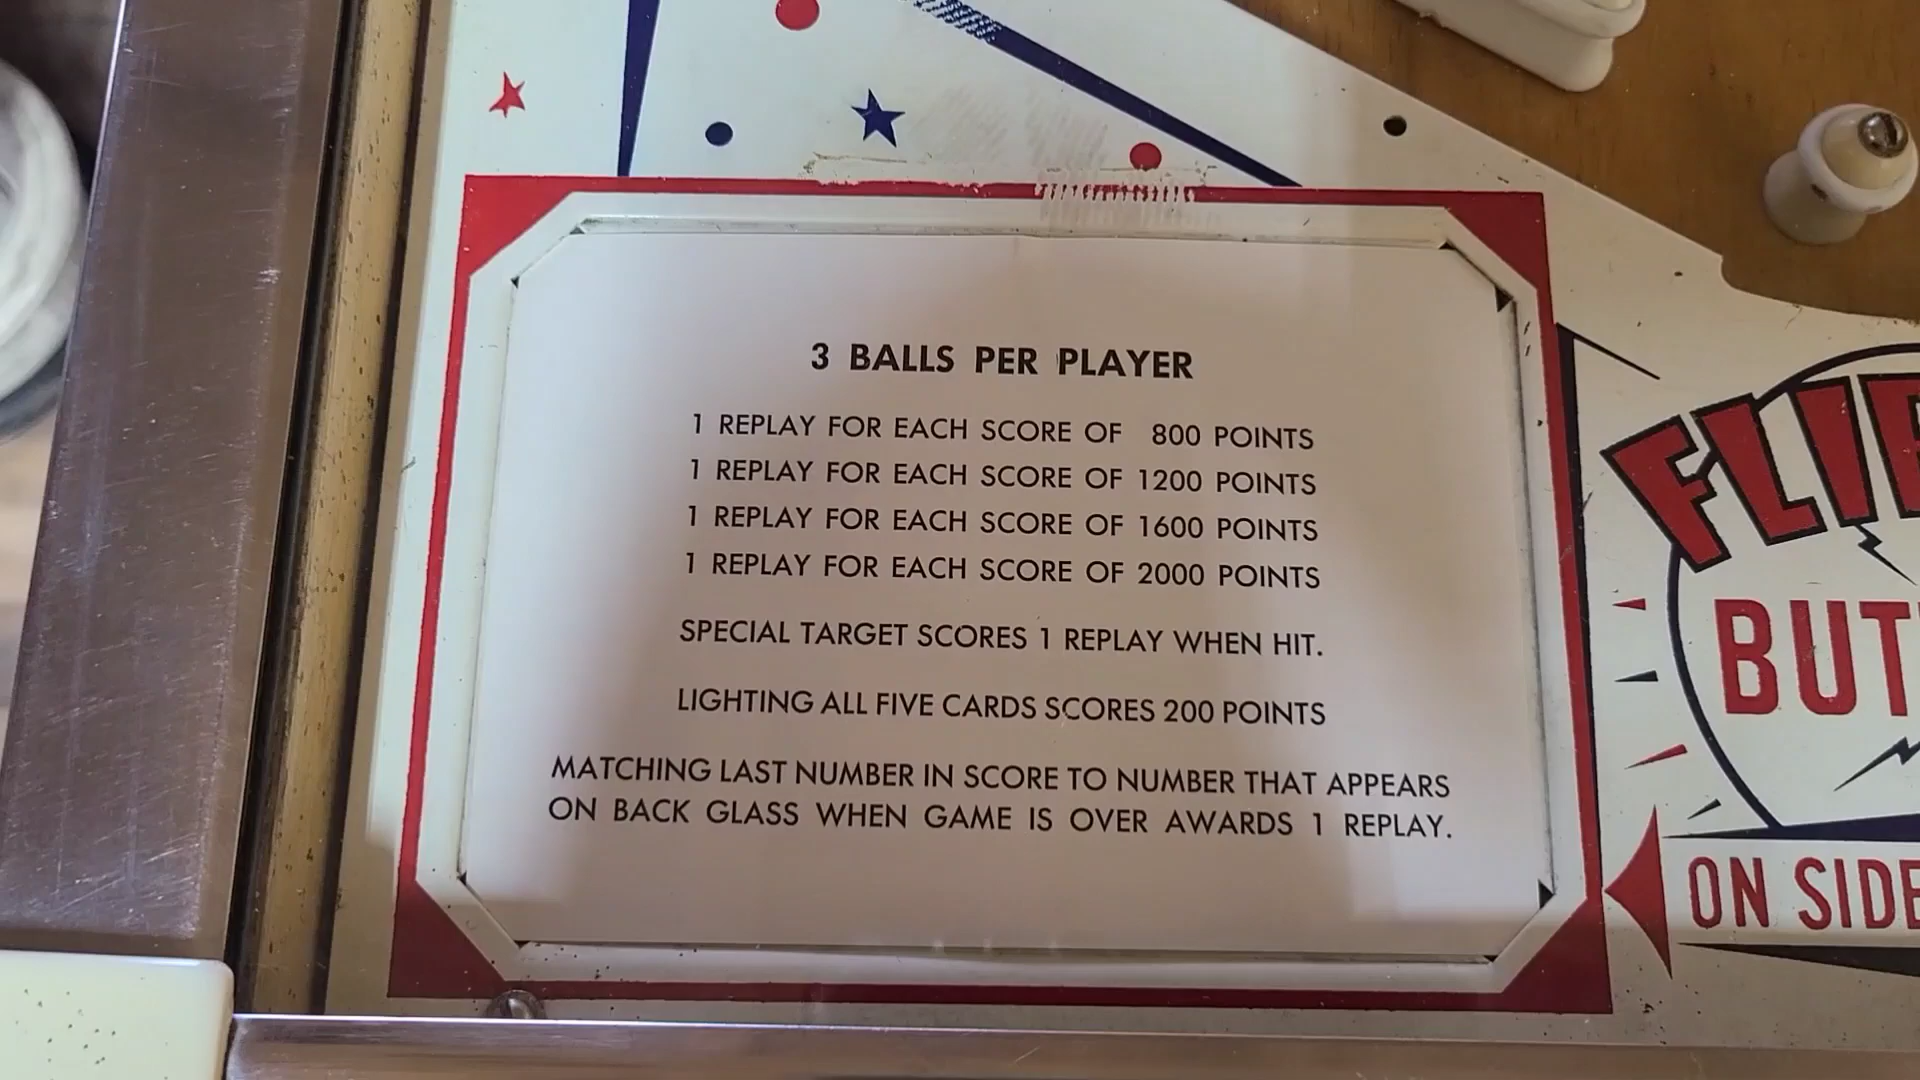 3 BALLS PER PLAYER
1 REPLAY FOR EACH SCORE OF 800 POINTS
1 REPLAY FOR EACH SCORE OF 1200 POINTS
1 REPLAY FOR EACH SCORE OF 1600 POINTS
1 REPLAY FOR EACH SCORE OF 2000 POINTS
SPECIAL TARGET SCORES 1 REPLAY WHEN HIT.
LIGHTING ALL FIVE CARDS SCORES 200 POINTS
MATCHING LAST NUMBER IN SCORE TO NUMBER THAT APPEARS
ON BACK GLASS WHEN GAME IS OVER AWARDS 1 REPLAY.
ON SIDE